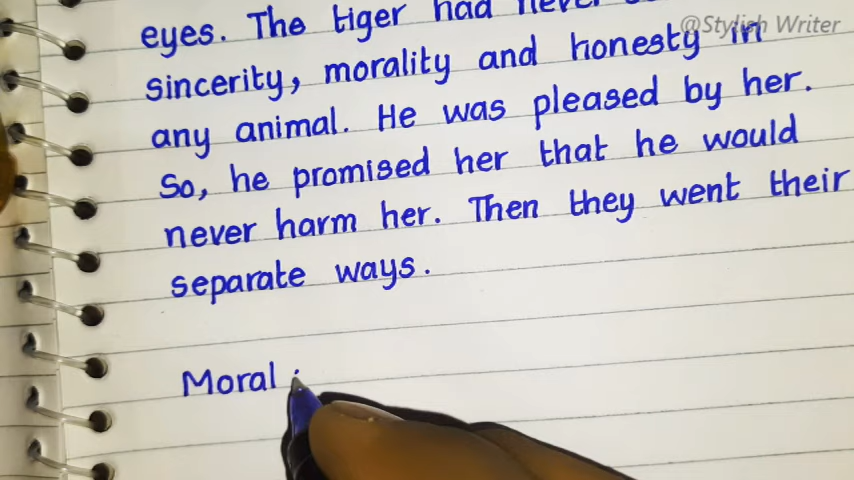 eyes. The tiger had never
@Stylish Writer
sincerity, morality and honesty in
any animal. He was pleased by her.
So, he promised her that he would
never harm her. Then they went their
separate ways.
Moral :